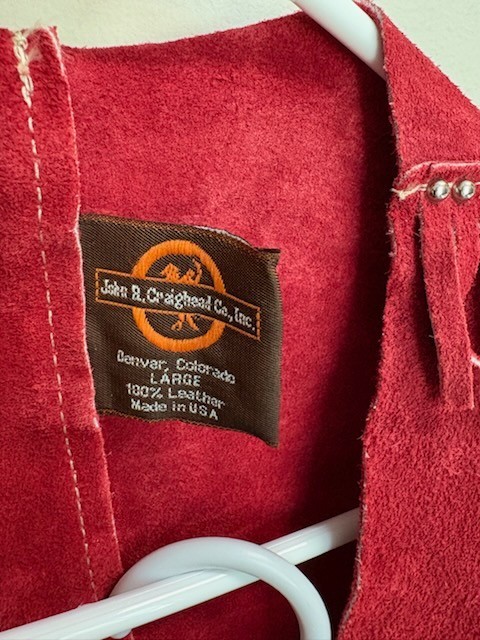 John R. Craighead Co., Inc.
Denver, Colorado
LARGE
100% Leather
Made in USA